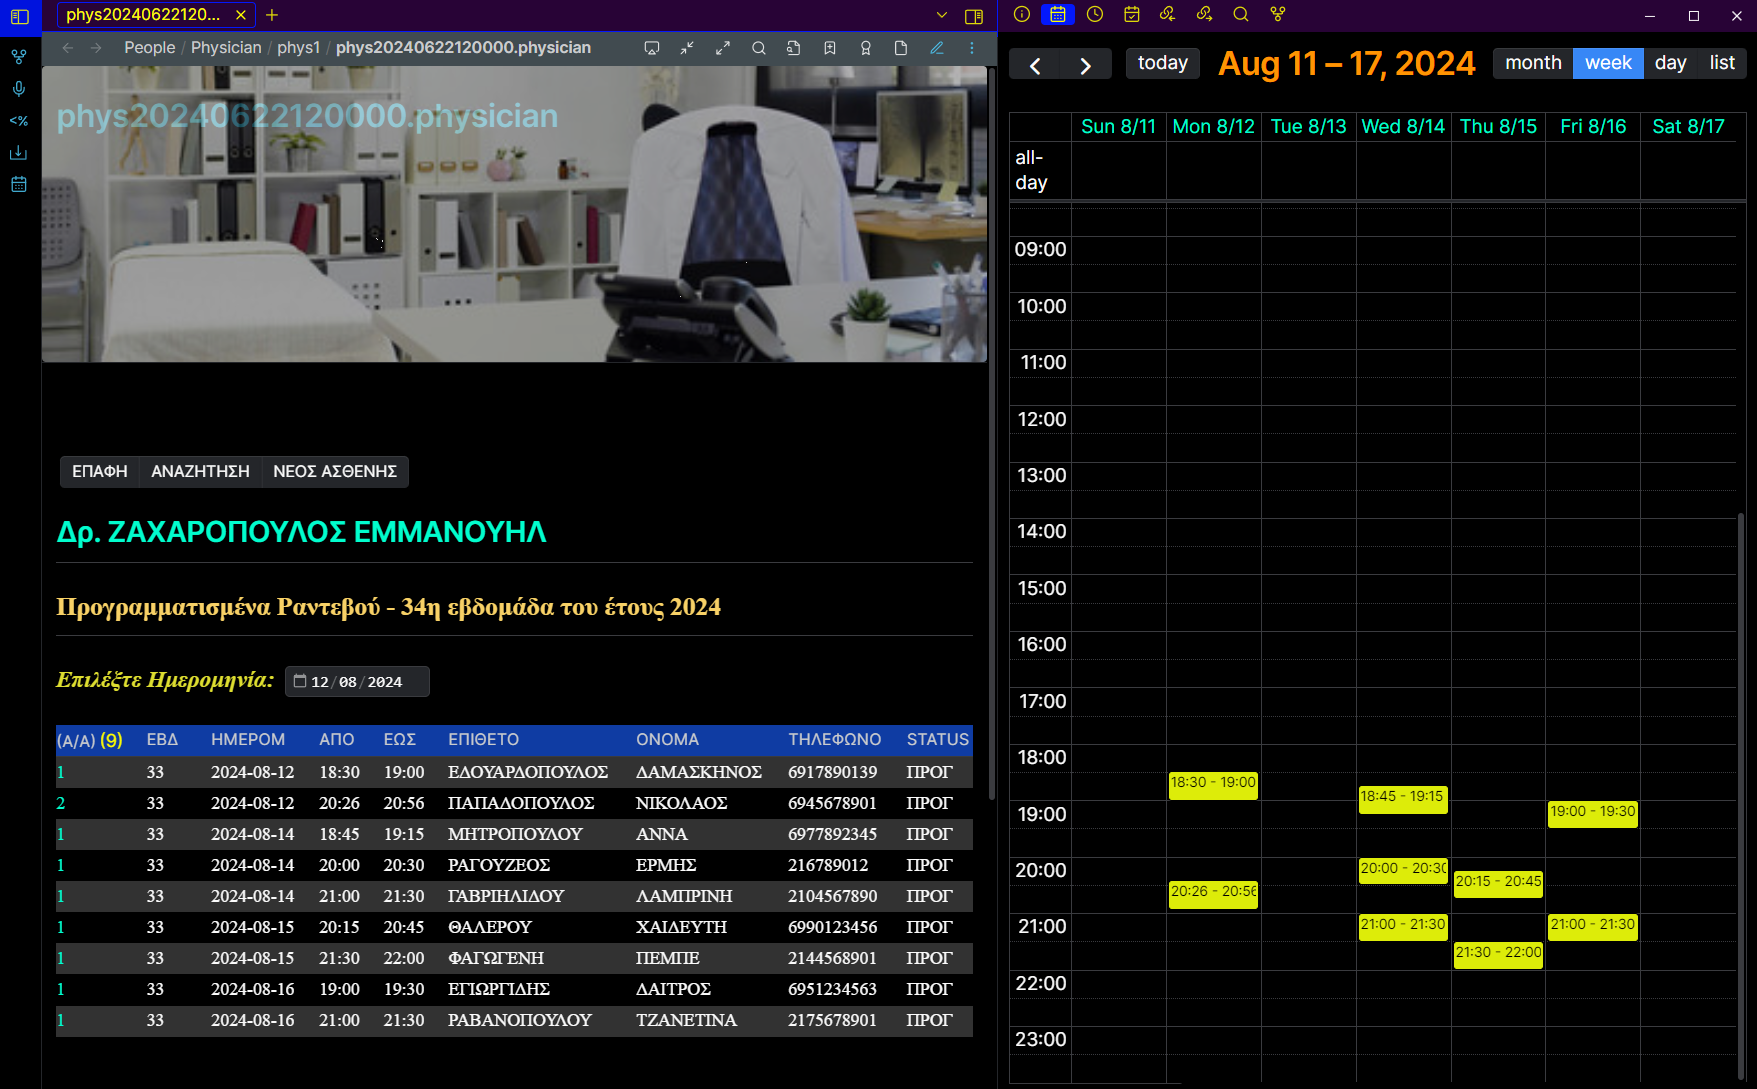 phys20240622120...
People / Physician / phys1 / phys20240622120000.physician
phys20240622120000.physician
ΕΠΑΦΗ ΑΝΑΖΗΤΗΣΗ ΝΕΟΣ ΑΣΘΕΝΗΣ
Δρ. ΖΑΧΑΡΟΠΟΥΛΟΣ ΕΜΜΑΝΟΥΗΛ
Προγραμματισμένα Ραντεβού - 34η εβδομάδα του έτους 2024
Επιλέξτε Ημερομηνία: 12/08/2024
(Α/Α) (9) ΕΒΔ ΗΜΕΡΟΜ ΑΠΟ ΕΩΣ ΕΠΙΘΕΤΟ ΟΝΟΜΑ ΤΗΛΕΦΩΝΟ STATUS
1 33 2024-08-12 18:30 19:00 ΕΔΟΥΑΡΔΟΠΟΥΛΟΣ ΔΑΜΑΣΚΗΝΟΣ 6917890139 ΠΡΟΓ
2 33 2024-08-12 20:26 20:56 ΠΑΠΑΔΟΠΟΥΛΟΣ ΝΙΚΟΛΑΟΣ 6945678901 ΠΡΟΓ
1 33 2024-08-14 18:45 19:15 ΜΗΤΡΟΠΟΥΛΟΥ ΑΝΝΑ 6977892345 ΠΡΟΓ
1 33 2024-08-14 20:00 20:30 ΡΑΓΟΥΖΕΟΣ ΕΡΜΗΣ 216789012 ΠΡΟΓ
1 33 2024-08-14 21:00 21:30 ΓΑΒΡΙΗΛΙΔΟΥ ΛΑΜΠΡΙΝΗ 2104567890 ΠΡΟΓ
1 33 2024-08-15 20:15 20:45 ΘΑΛΕΡΟΥ ΧΑΙΔΕΥΤΗ 6990123456 ΠΡΟΓ
1 33 2024-08-15 21:30 22:00 ΦΑΓΩΓΕΝΗ ΠΕΜΠΕ 2144568901 ΠΡΟΓ
1 33 2024-08-16 19:00 19:30 ΕΓΙΩΡΓΙΔΗΣ ΔΑΙΤΡΟΣ 6951234563 ΠΡΟΓ
1 33 2024-08-16 21:00 21:30 ΡΑΒΑΝΟΠΟΥΛΟΥ ΤΖΑΝΕΤΙΝΑ 2175678901 ΠΡΟΓ
today Aug 11 – 17, 2024 month week day list
Sun 8/11 Mon 8/12 Tue 8/13 Wed 8/14 Thu 8/15 Fri 8/16 Sat 8/17
all-
day
09:00
10:00
11:00
12:00
13:00
14:00
15:00
16:00
17:00
18:00
18:30 - 19:00
18:45 - 19:15
19:00
19:00 - 19:30
20:00
20:00 - 20:30
20:15 - 20:45
20:26 - 20:56
21:00
21:00 - 21:30
21:00 - 21:30
21:30 - 22:00
22:00
23:00